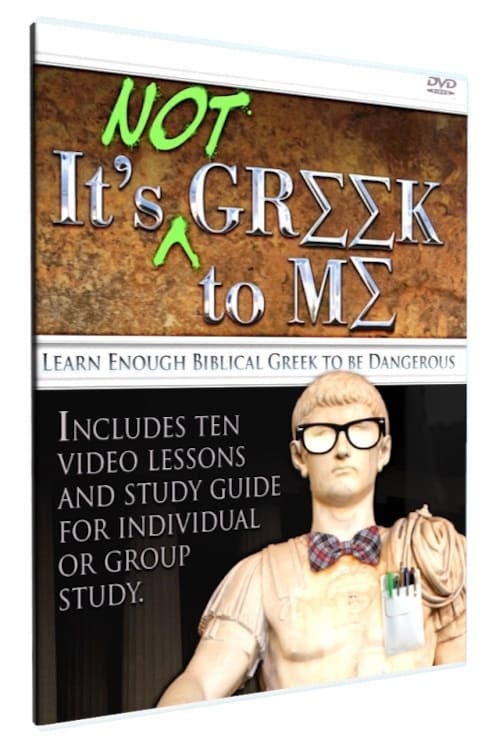 DVD
VIDEO
NOT
It's GRΣΣK
to MΣ
LEARN ENOUGH BIBLICAL GREEK TO BE DANGEROUS
INCLUDES TEN
VIDEO LESSONS
AND STUDY GUIDE
FOR INDIVIDUAL
OR GROUP
STUDY.